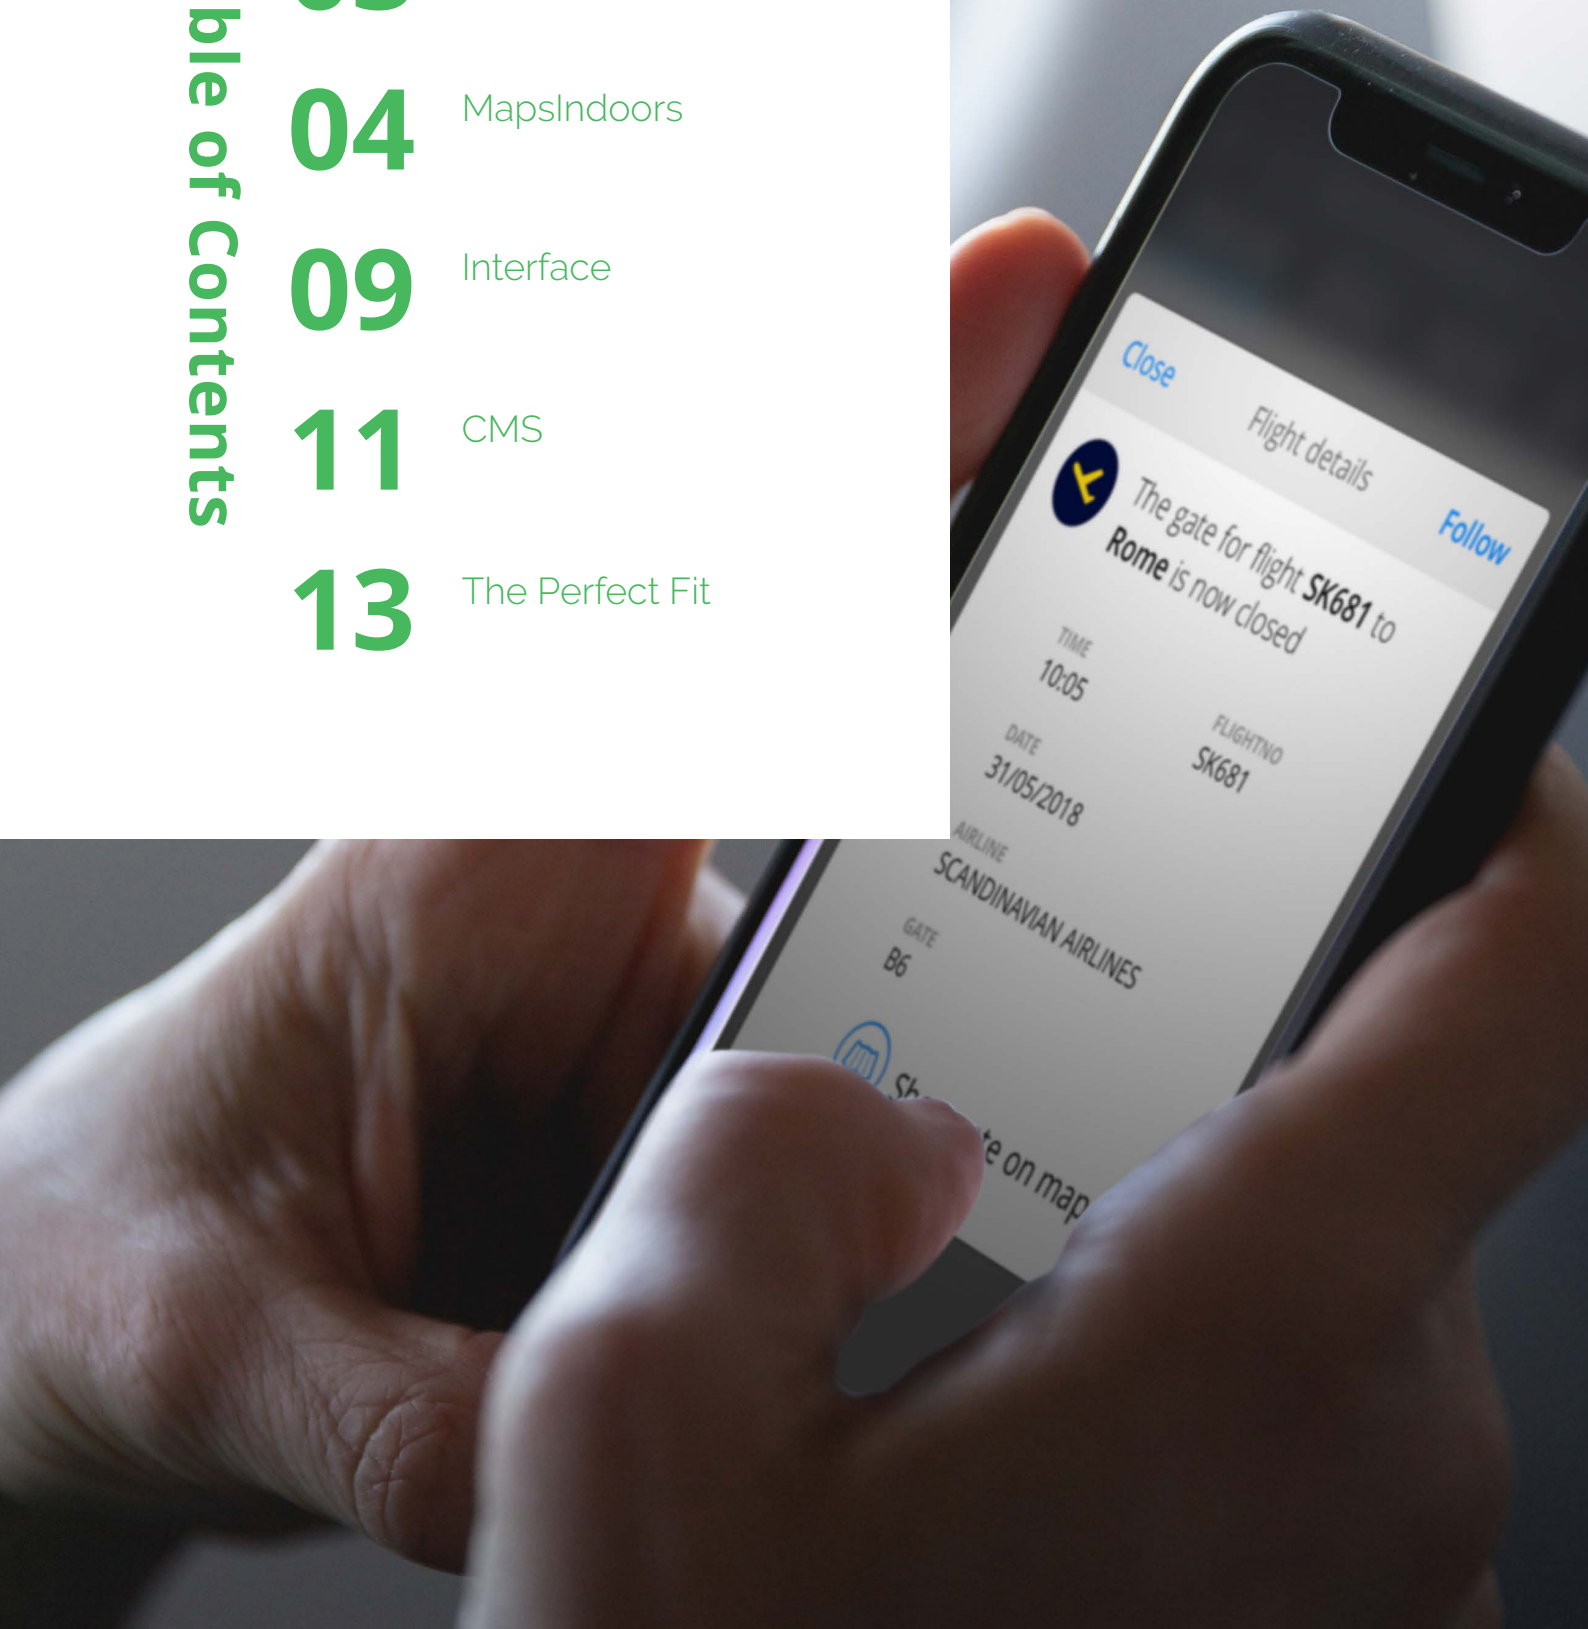 ble of Contents
04 MapsIndoors
09 Interface
11 CMS
13 The Perfect Fit
Close
Flight details
Follow
The gate for flight SK681 to
Rome is now closed
TIME
10:05
FLIGHTNO
SK681
DATE
31/05/2018
AIRLINE
SCANDINAVIAN AIRLINES
GATE
B6
on map